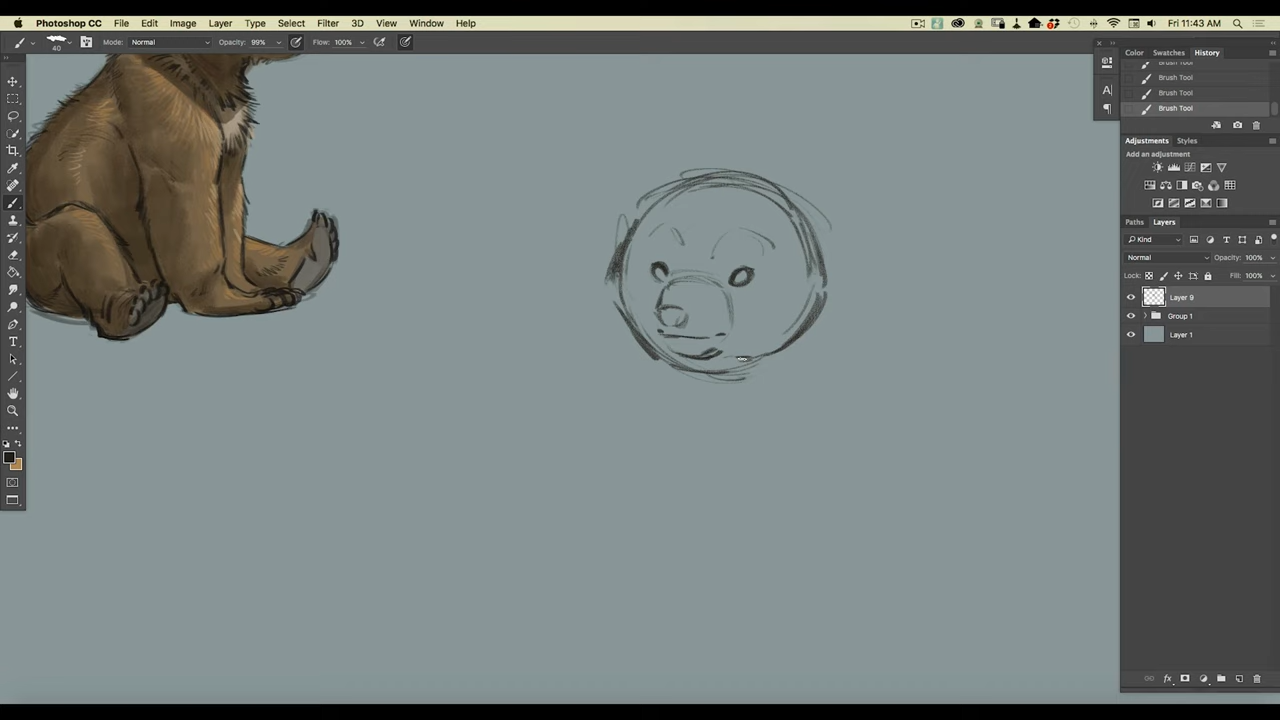 Photoshop CC File Edit Image Layer Type Select Filter 3D View Window Help Fri 11:43 AM
40 Mode: Normal Opacity: 99% Flow: 100%
Color Swatches History
Brush Tool
Brush Tool
Brush Tool
Brush Tool
Adjustments Styles
Add an adjustment
Paths Layers
Kind
Normal Opacity: 100%
Lock: Fill: 100%
Layer 9
Group 1
Layer 1